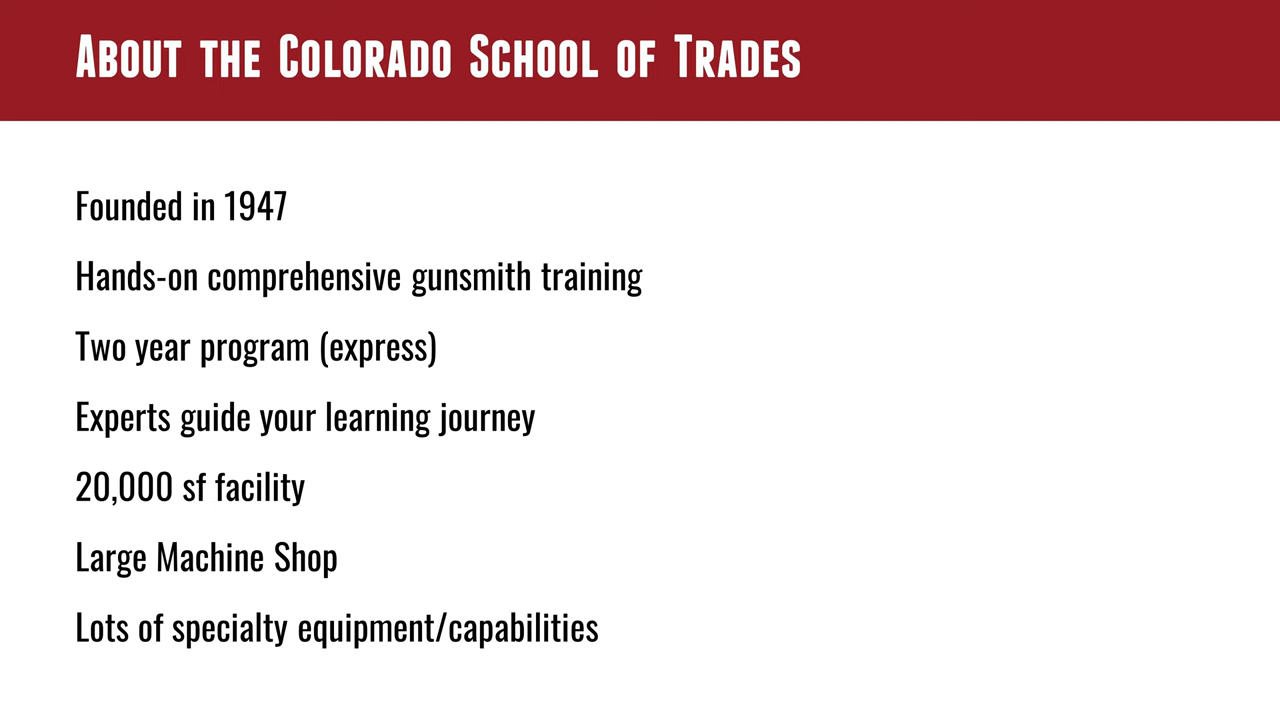 About the Colorado School of Trades
Founded in 1947
Hands-on comprehensive gunsmith training
Two year program (express)
Experts guide your learning journey
20,000 sf facility
Large Machine Shop
Lots of specialty equipment/capabilities